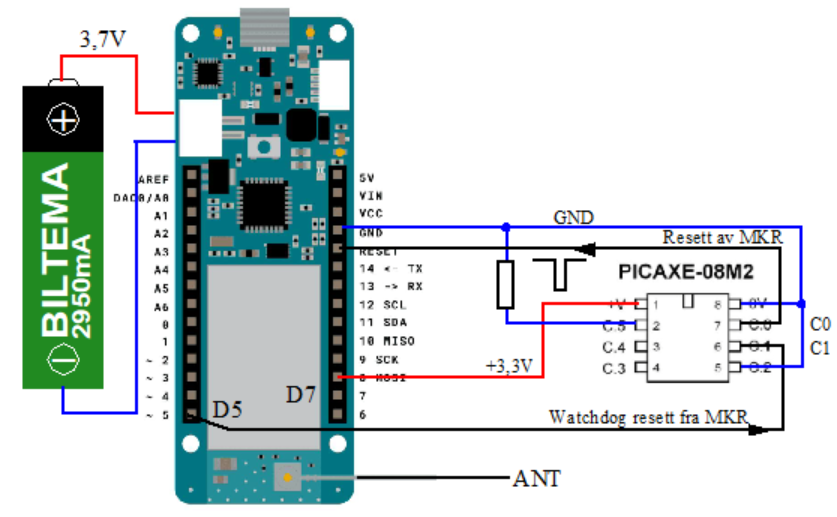 3,7V
BILTEMA
2950mA
AREF
DAC0/A0
A1
A2
A3
A4
A5
A6
0
1
~ 2
~ 3
~ 4
~ 5
5V
VIN
VCC
GND
RESET
14 <- TX
13 -> RX
12 SCL
11 SDA
10 MISO
9 SCK
8 MOSI
7
6
D5
D7
GND
Resett av MKR
PICAXE-08M2
+V 1 8 0V
C.5 2 7 C.0 C0
C.4 3 6 C.1 C1
C.3 4 5 C.2
+3,3V
Watchdog resett fra MKR
ANT